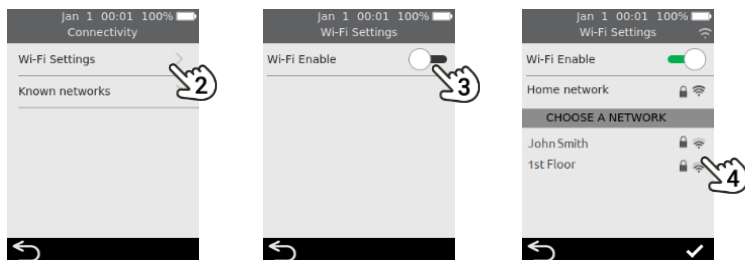 Jan 1 00:01 100%
Connectivity
Wi-Fi Settings
Known networks
2
Jan 1 00:01 100%
Wi-Fi Settings
Wi-Fi Enable
3
Jan 1 00:01 100%
Wi-Fi Settings
Wi-Fi Enable
Home network
CHOOSE A NETWORK
John Smith
1st Floor
4